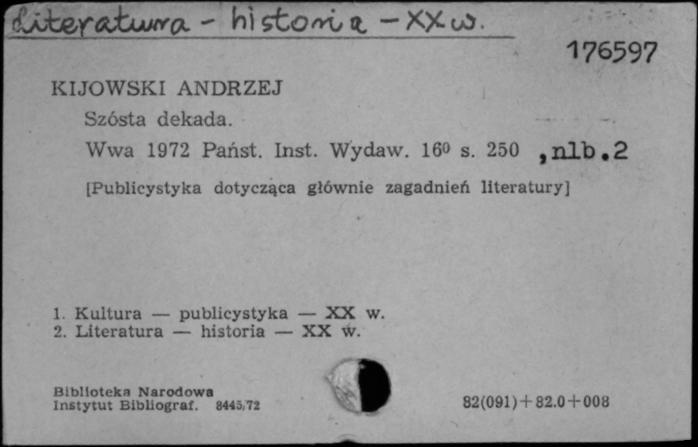 Literatura - historia - XX w.
176597
KIJOWSKI ANDRZEJ
Szósta dekada.
Wwa 1972 Państ. Inst. Wydaw. 16⁰ s. 250 ,nlb.2
[Publicystyka dotycząca głównie zagadnień literatury]
1. Kultura — publicystyka — XX w.
2. Literatura — historia — XX w.
Biblioteka Narodowa
Instytut Bibliograf. 8445/72
82(091)+82.0+008